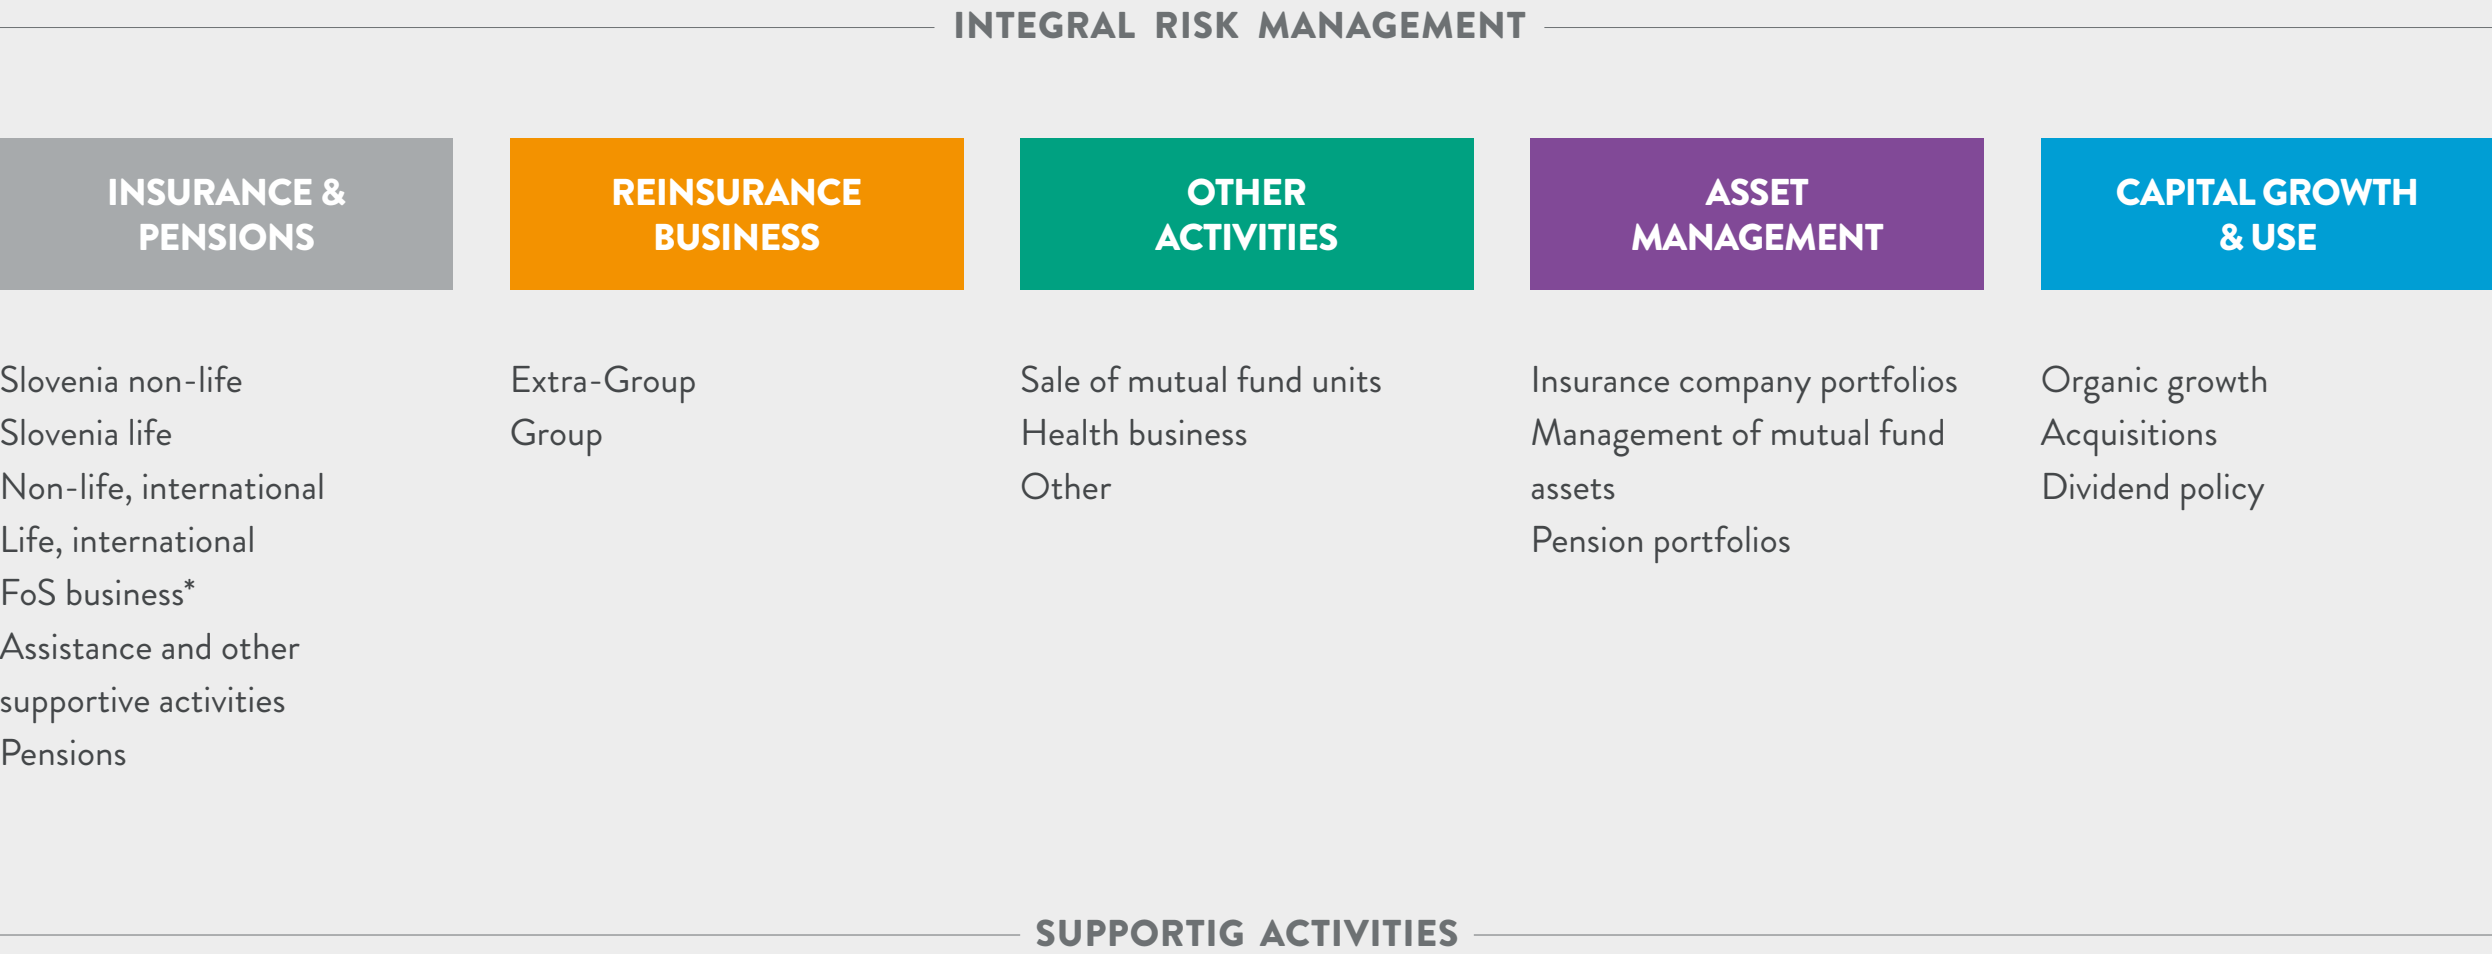 INTEGRAL RISK MANAGEMENT
INSURANCE &
PENSIONS
Slovenia non-life
Slovenia life
Non-life, international
Life, international
FoS business*
Assistance and other
supportive activities
Pensions
REINSURANCE
BUSINESS
Extra-Group
Group
OTHER
ACTIVITIES
Sale of mutual fund units
Health business
Other
ASSET
MANAGEMENT
Insurance company portfolios
Management of mutual fund
assets
Pension portfolios
CAPITAL GROWTH
& USE
Organic growth
Acquisitions
Dividend policy
SUPPORTIG ACTIVITIES